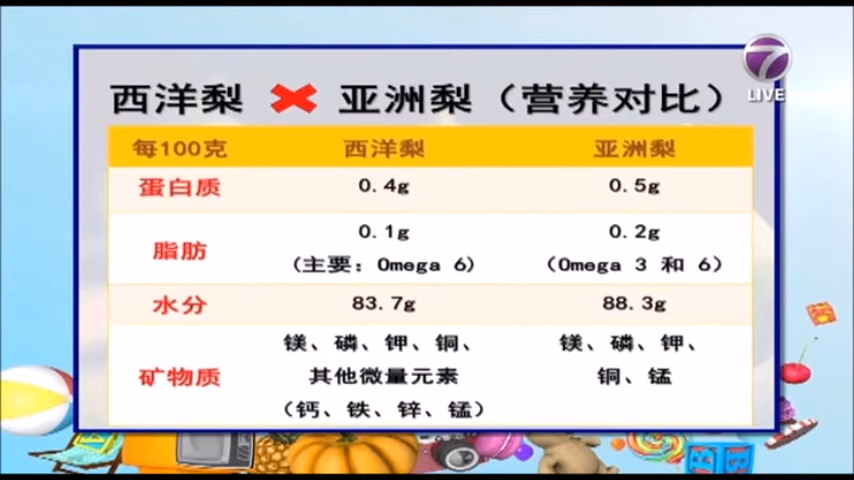 西洋梨 ✖ 亚洲梨（营养对比）
7
LIVE
每100克 西洋梨 亚洲梨
蛋白质 0.4g 0.5g
脂肪 0.1g 0.2g
(主要：Omega 6) (Omega 3 和 6)
水分 83.7g 88.3g
矿物质 镁、磷、钾、铜、 镁、磷、钾、
其他微量元素 铜、锰
(钙、铁、锌、锰)
B B